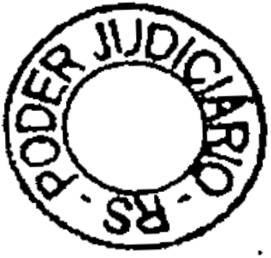 PODER JUDICIARIO - RS -